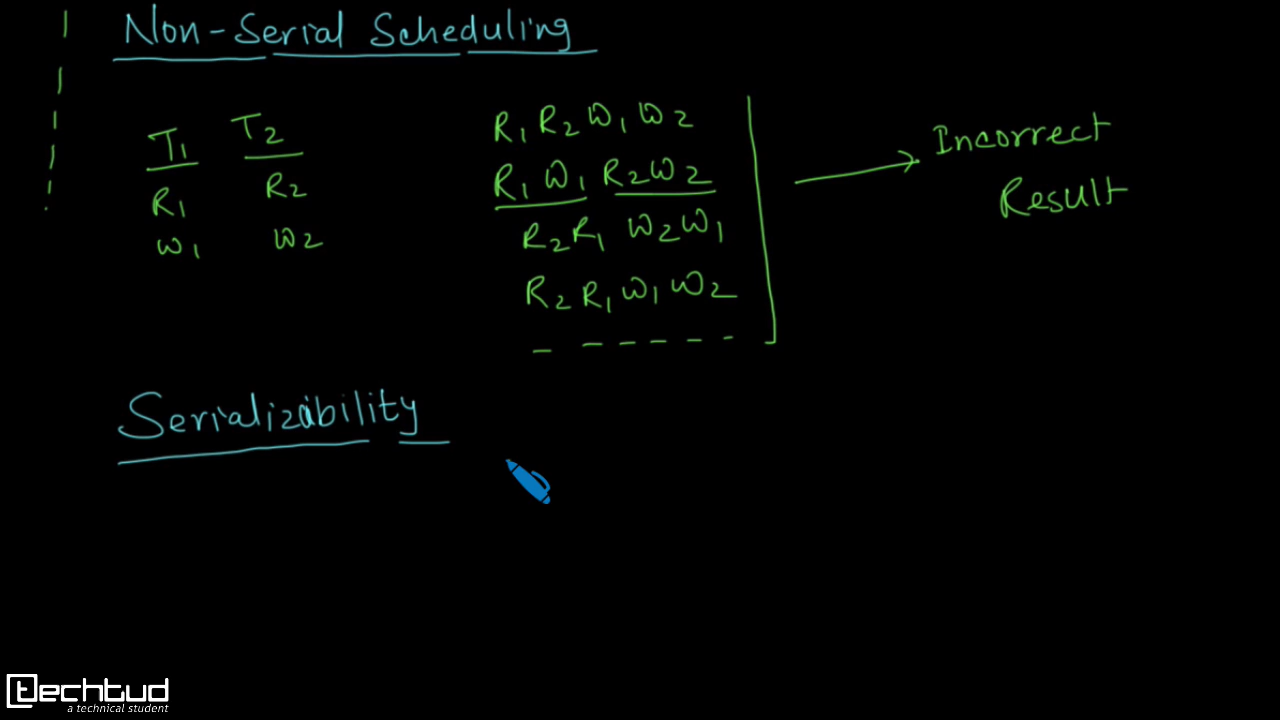 Non-Serial Scheduling
T1 T2
R1 R2
W1 W2
R1 R2 W1 W2
R1 W1 R2 W2
R2 R1 W2 W1
R2 R1 W1 W2
Incorrect
Result
Serializability
techtud
a technical student